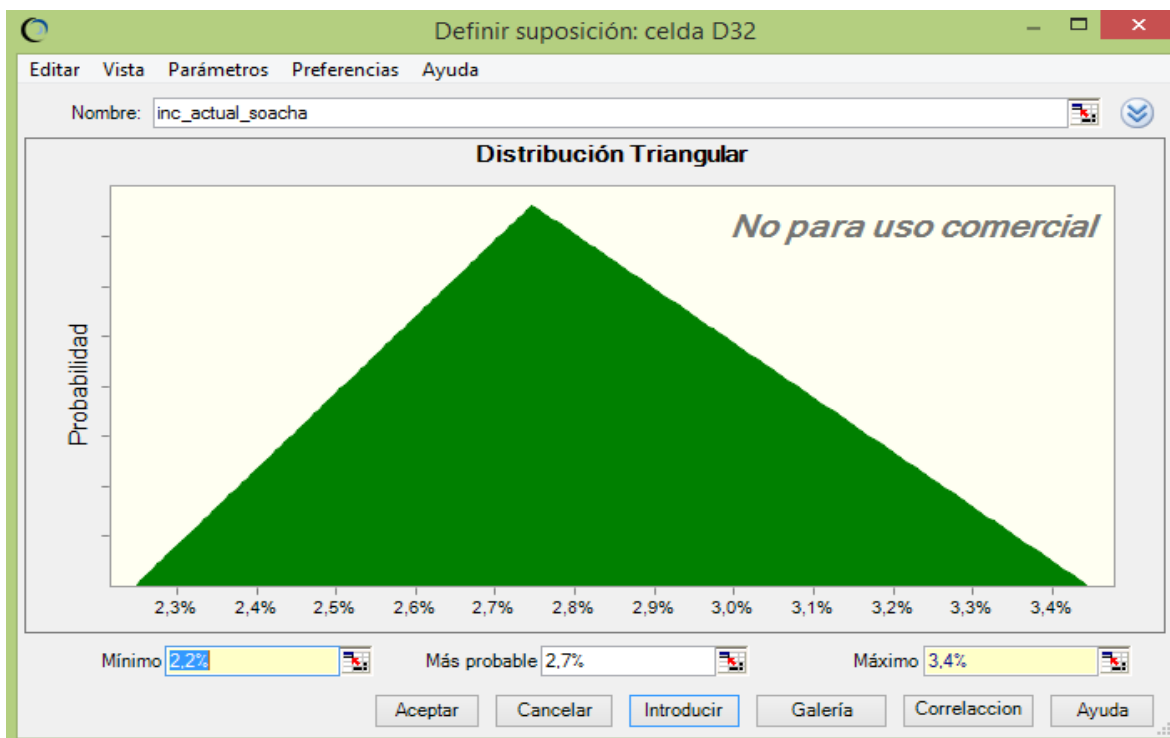 Definir suposición: celda D32
Editar Vista Parámetros Preferencias Ayuda
Nombre: inc_actual_soacha
Distribución Triangular
No para uso comercial
Probabilidad
2,3% 2,4% 2,5% 2,6% 2,7% 2,8% 2,9% 3,0% 3,1% 3,2% 3,3% 3,4%
Mínimo 2,2% Más probable 2,7% Máximo 3,4%
Aceptar Cancelar Introducir Galería Correlaccion Ayuda